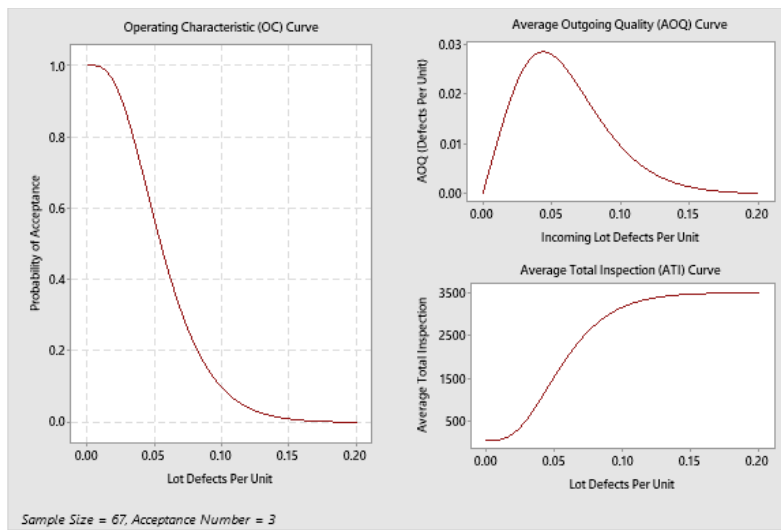 Operating Characteristic (OC) Curve
Probability of Acceptance
1.0
0.8
0.6
0.4
0.2
0.0
0.00 0.05 0.10 0.15 0.20
Lot Defects Per Unit
Average Outgoing Quality (AOQ) Curve
AOQ (Defects Per Unit)
0.03
0.02
0.01
0.00
0.00 0.05 0.10 0.15 0.20
Incoming Lot Defects Per Unit
Average Total Inspection (ATI) Curve
Average Total Inspection
3500
2500
1500
500
0.00 0.05 0.10 0.15 0.20
Lot Defects Per Unit
Sample Size = 67, Acceptance Number = 3